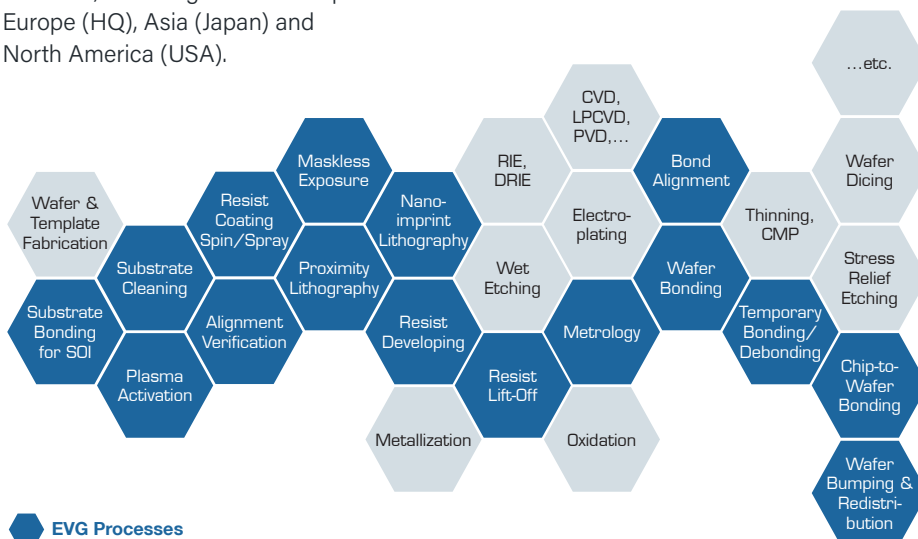 Europe (HQ), Asia (Japan) and
North America (USA).
…etc.
CVD,
LPCVD,
PVD,…
Maskless
Exposure
RIE,
DRIE
Bond
Alignment
Wafer
Dicing
Wafer &
Template
Fabrication
Resist
Coating
Spin/Spray
Nano-
imprint
Lithography
Electro-
plating
Thinning,
CMP
Substrate
Cleaning
Proximity
Lithography
Wet
Etching
Wafer
Bonding
Stress
Relief
Etching
Substrate
Bonding
for SOI
Alignment
Verification
Resist
Developing
Metrology
Temporary
Bonding/
Debonding
Plasma
Activation
Resist
Lift-Off
Chip-to-
Wafer
Bonding
Metallization
Oxidation
Wafer
Bumping &
Redistri-
bution
EVG Processes